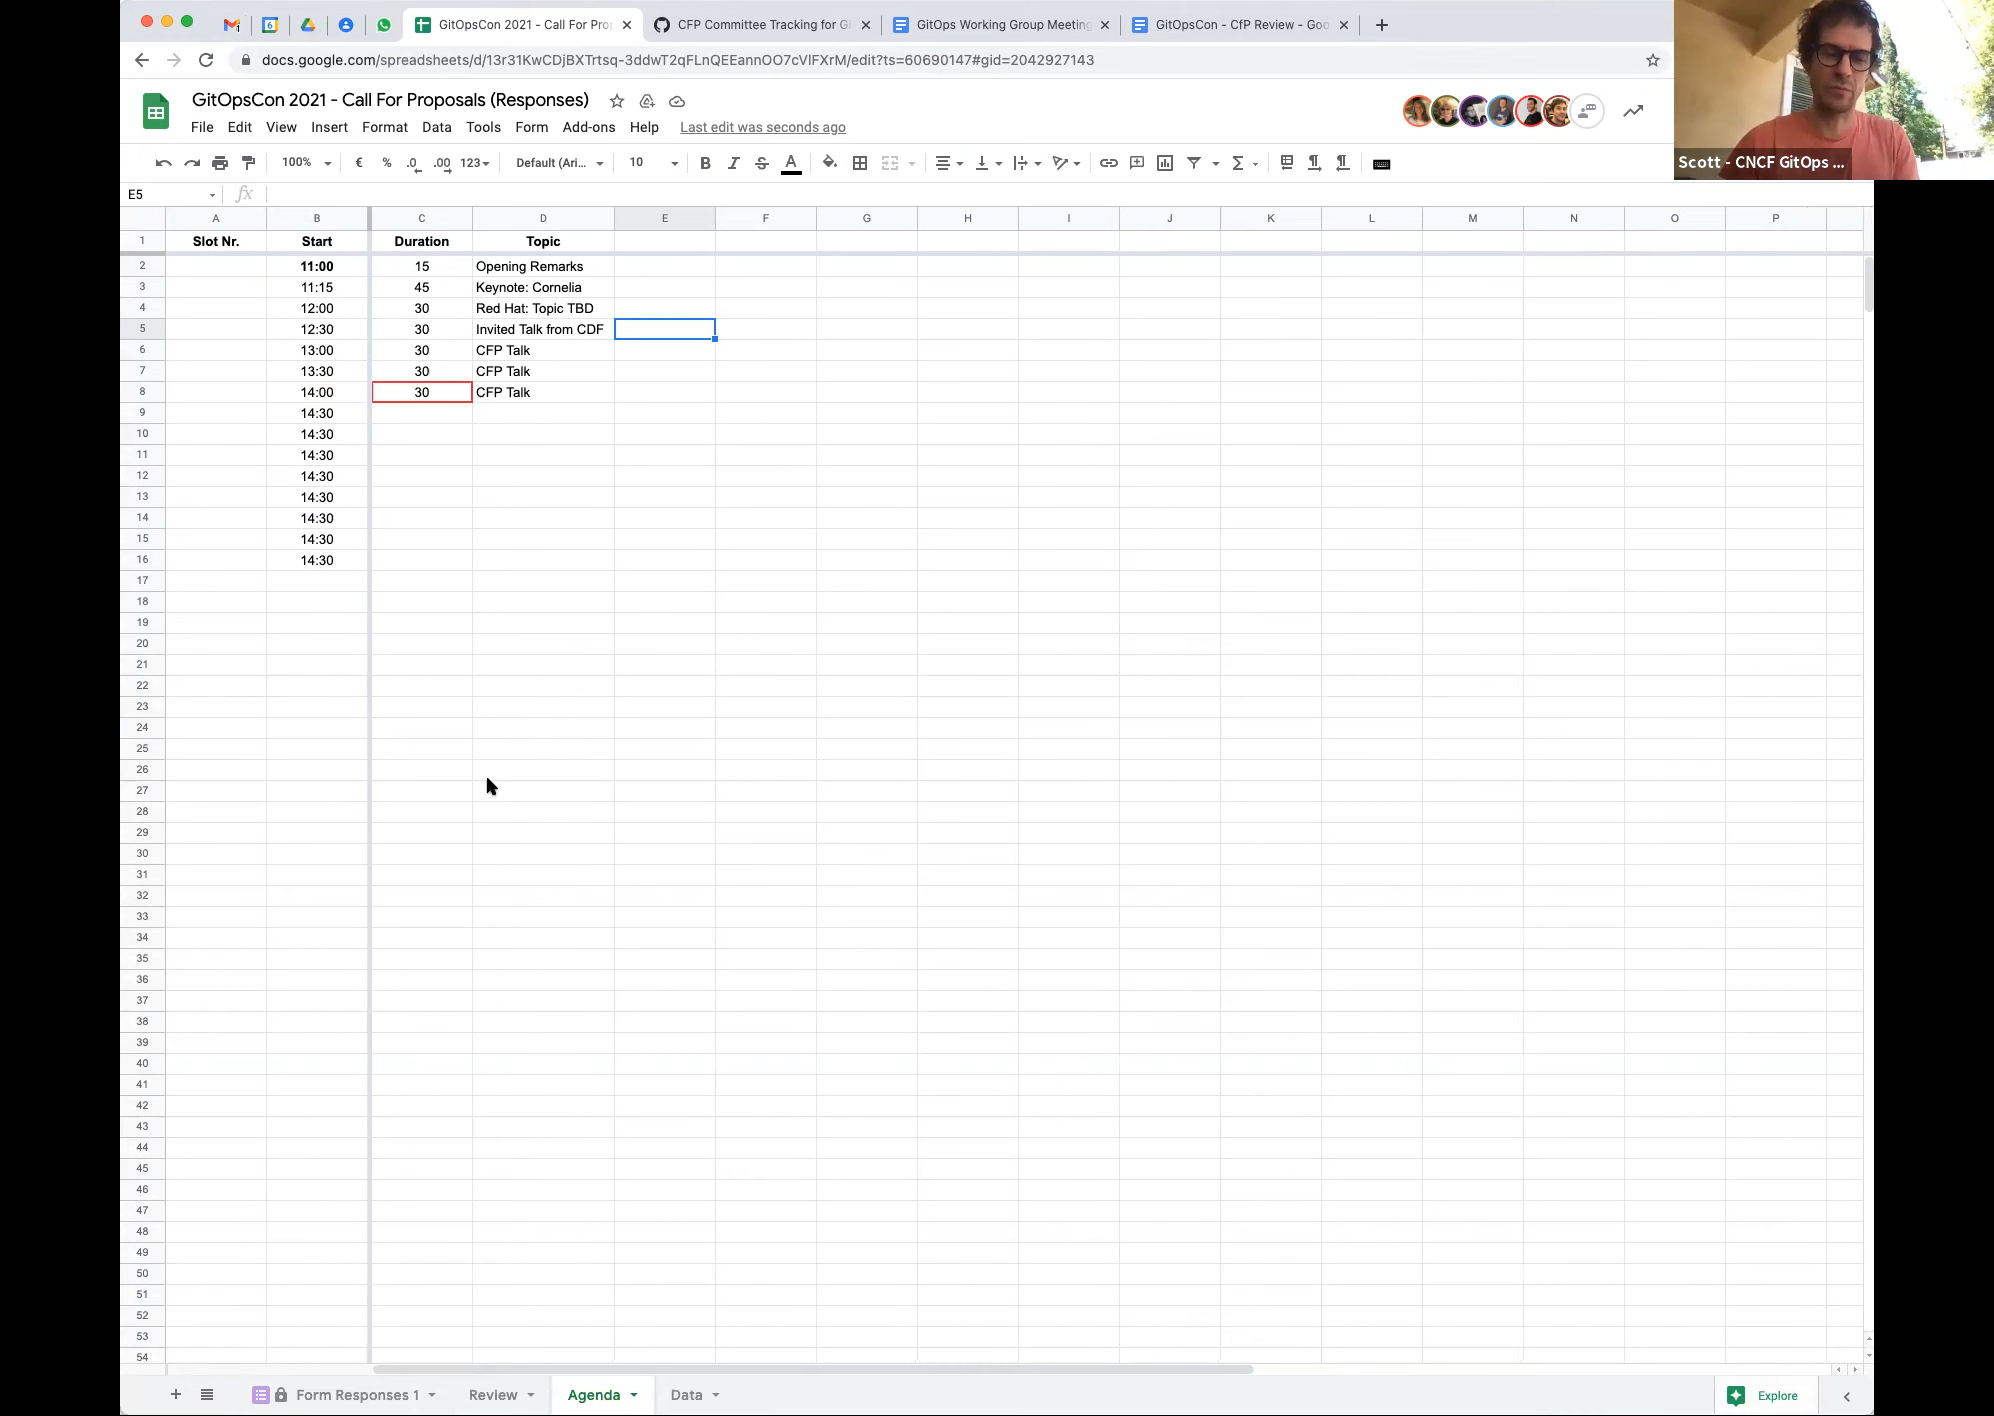 GitOpsCon 2021 - Call For Prop
CFP Committee Tracking for G
GitOps Working Group Meeting
GitOpsCon - CfP Review - Goo
docs.google.com/spreadsheets/d/13r31KwCDjBXTrtsq-3ddwT2qFLnQEEannOO7cVlFXrM/edit?ts=60690147#gid=2042927143
GitOpsCon 2021 - Call For Proposals (Responses)
File Edit View Insert Format Data Tools Form Add-ons Help Last edit was seconds ago
Scott - CNCF GitOps ...
100% € % .0 .00 123 Default (Ari... 10 B I S A
E5 fx
A B C D E F G H I J K L M N O P
1 Slot Nr. Start Duration Topic
2 11:00 15 Opening Remarks
3 11:15 45 Keynote: Cornelia
4 12:00 30 Red Hat: Topic TBD
5 12:30 30 Invited Talk from CDF
6 13:00 30 CFP Talk
7 13:30 30 CFP Talk
8 14:00 30 CFP Talk
9 14:30
10 14:30
11 14:30
12 14:30
13 14:30
14 14:30
15 14:30
16 14:30
17
18
19
20
21
22
23
24
25
26
27
28
29
30
31
32
33
34
35
36
37
38
39
40
41
42
43
44
45
46
47
48
49
50
51
52
53
54
Form Responses 1 Review Agenda Data Explore